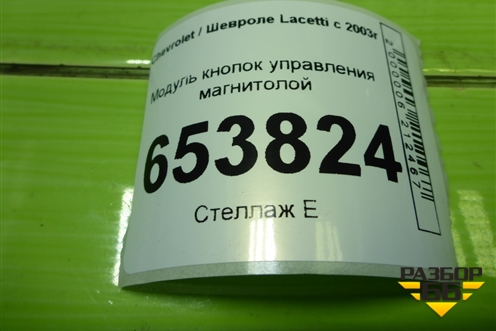 Chevrolet / Шевроле Lacetti с 2003г
Модуль кнопок управления
магнитолой
653824
Стеллаж Е
2000006212467
РАЗБОР
66